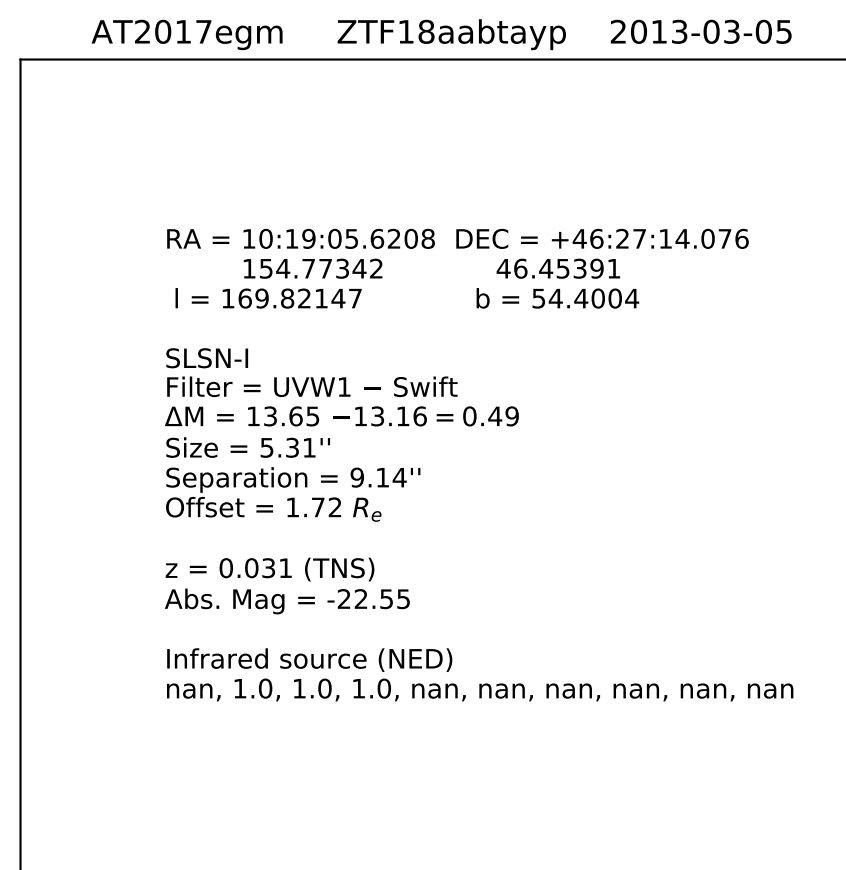 AT2017egm ZTF18aabtayp 2013-03-05
RA = 10:19:05.6208 DEC = +46:27:14.076
154.77342 46.45391
l = 169.82147 b = 54.4004
SLSN-I
Filter = UVW1 − Swift
ΔM = 13.65 −13.16 = 0.49
Size = 5.31''
Separation = 9.14''
Offset = 1.72 Rₑ
z = 0.031 (TNS)
Abs. Mag = -22.55
Infrared source (NED)
nan, 1.0, 1.0, 1.0, nan, nan, nan, nan, nan, nan